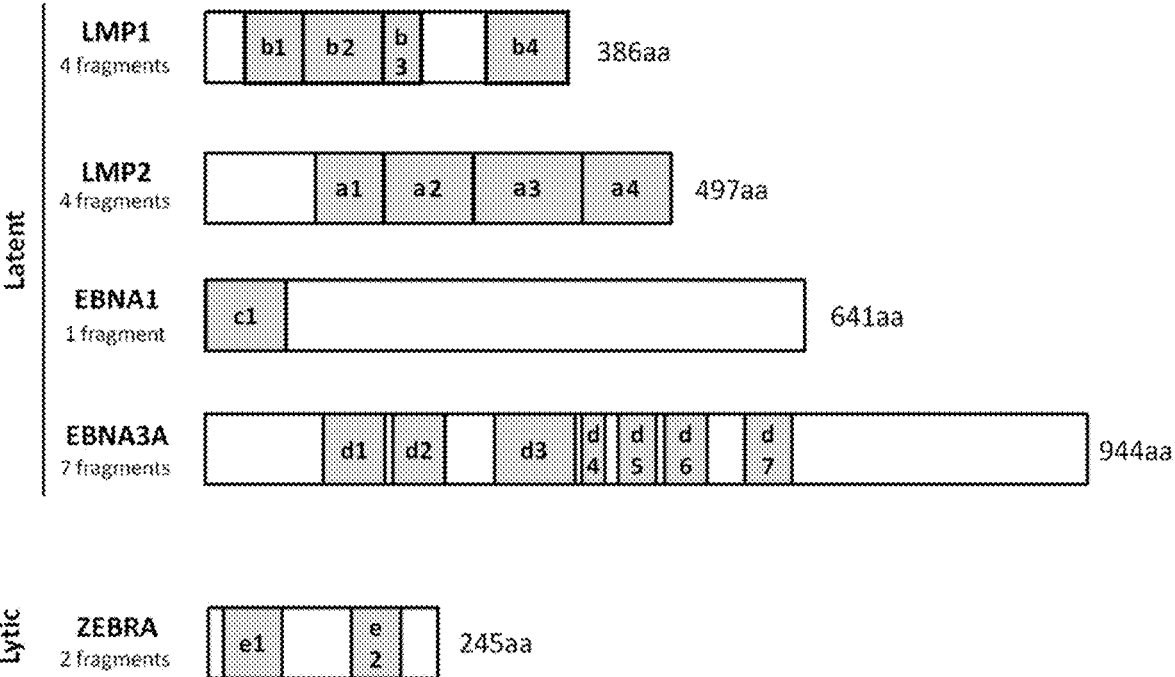 Latent
LMP1
4 fragments
b1 b2 b
3 b4
386aa
LMP2
4 fragments
a1 a2 a3 a4
497aa
EBNA1
1 fragment
c1
641aa
EBNA3A
7 fragments
d1 d2 d3 d d d d
4 5 6 7
944aa
Lytic
ZEBRA
2 fragments
e1 e
2
245aa